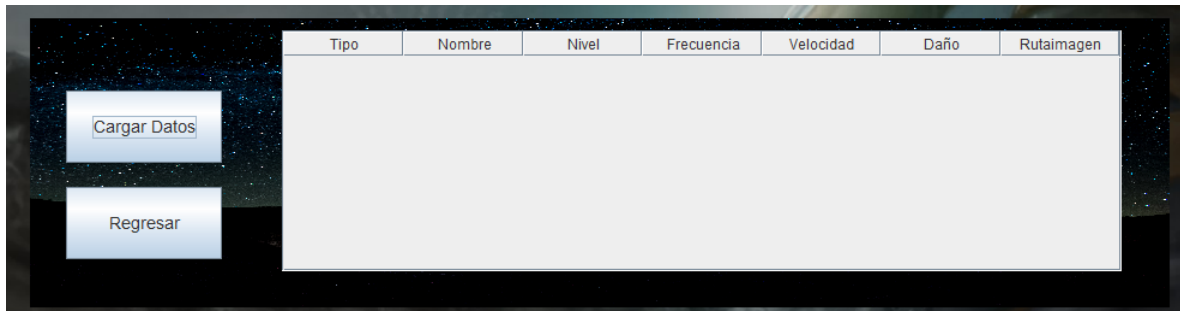 Tipo Nombre Nivel Frecuencia Velocidad Daño Rutaimagen
Cargar Datos
Regresar